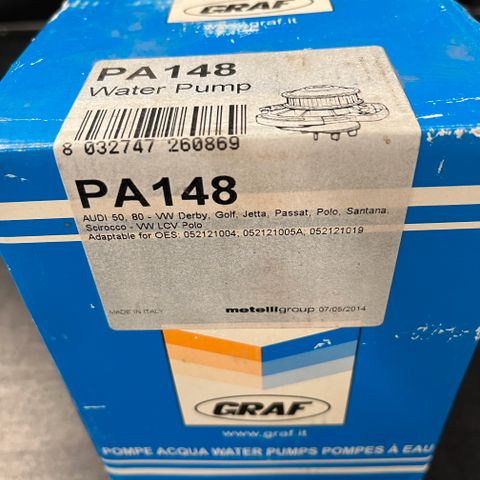 GRAF
www.graf.it
PA148
Water Pump
8 032747 260869
PA148
AUDI 50, 80 - VW Derby, Golf, Jetta, Passat, Polo, Santana,
Scirocco - VW LCV Polo
Adaptable for OES: 052121004, 052121005A, 052121019
MADE IN ITALY
metelligroup 07/05/2014
GRAF
www.graf.it
POMPE ACQUA WATER PUMPS POMPES À EAU